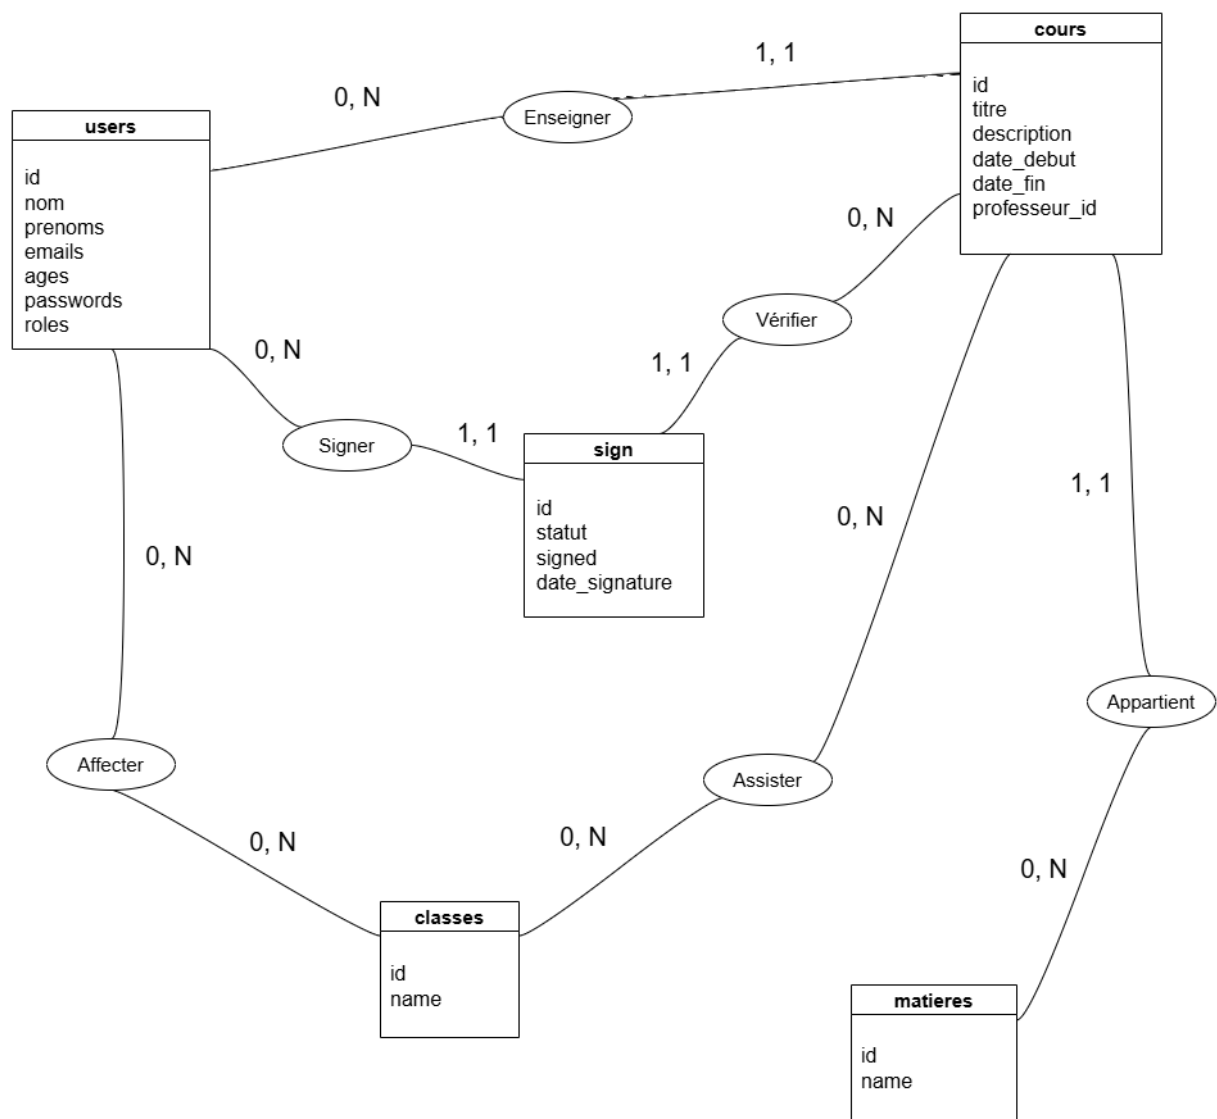 cours
id
titre
description
date_debut
date_fin
professeur_id
1, 1
0, N
Enseigner
users
id
nom
prenoms
emails
ages
passwords
roles
0, N
Vérifier
1, 1
0, N
Signer
1, 1
sign
id
statut
signed
date_signature
0, N
0, N
1, 1
Affecter
Assister
Appartient
0, N
0, N
0, N
classes
id
name
matieres
id
name